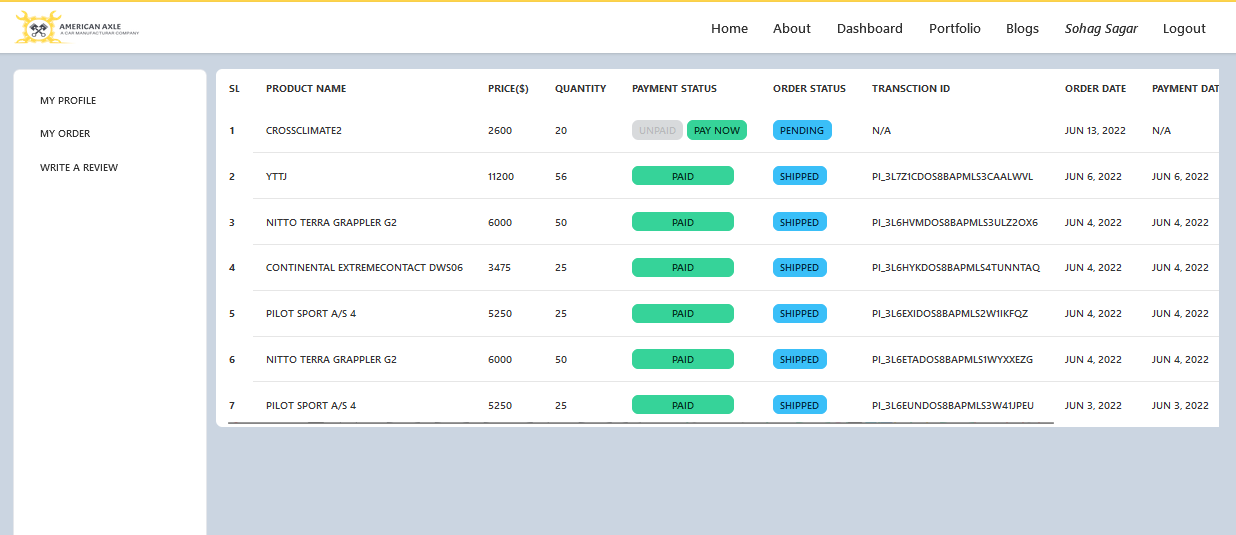 AMERICAN AXLE
A CAR MANUFACTURAR COMPANY
Home About Dashboard Portfolio Blogs Sohag Sagar Logout
MY PROFILE
MY ORDER
WRITE A REVIEW
SL PRODUCT NAME PRICE($) QUANTITY PAYMENT STATUS ORDER STATUS TRANSCTION ID ORDER DATE PAYMENT DAT
1 CROSSCLIMATE2 2600 20 UNPAID PAY NOW PENDING N/A JUN 13, 2022 N/A
2 YTTJ 11200 56 PAID SHIPPED PI_3L7Z1CDOS8BAPMLS3CAALWVL JUN 6, 2022 JUN 6, 2022
3 NITTO TERRA GRAPPLER G2 6000 50 PAID SHIPPED PI_3L6HVMDOS8BAPMLS3ULZ2OX6 JUN 4, 2022 JUN 4, 2022
4 CONTINENTAL EXTREMECONTACT DWS06 3475 25 PAID SHIPPED PI_3L6HYKDOS8BAPMLS4TUNNTAQ JUN 4, 2022 JUN 4, 2022
5 PILOT SPORT A/S 4 5250 25 PAID SHIPPED PI_3L6EXIDOS8BAPMLS2W1IKFQZ JUN 4, 2022 JUN 4, 2022
6 NITTO TERRA GRAPPLER G2 6000 50 PAID SHIPPED PI_3L6ETADOS8BAPMLS1WYXXEZG JUN 4, 2022 JUN 4, 2022
7 PILOT SPORT A/S 4 5250 25 PAID SHIPPED PI_3L6EUNDOS8BAPMLS3W41JPEU JUN 3, 2022 JUN 3, 2022